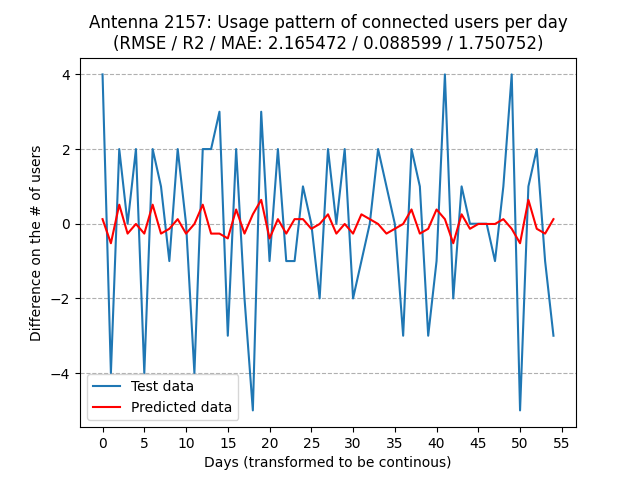 Antenna 2157: Usage pattern of connected users per day
(RMSE / R2 / MAE: 2.165472 / 0.088599 / 1.750752)
Difference on the # of users
4
2
0
−2
−4
Test data
Predicted data
0 5 10 15 20 25 30 35 40 45 50 55
Days (transformed to be continous)